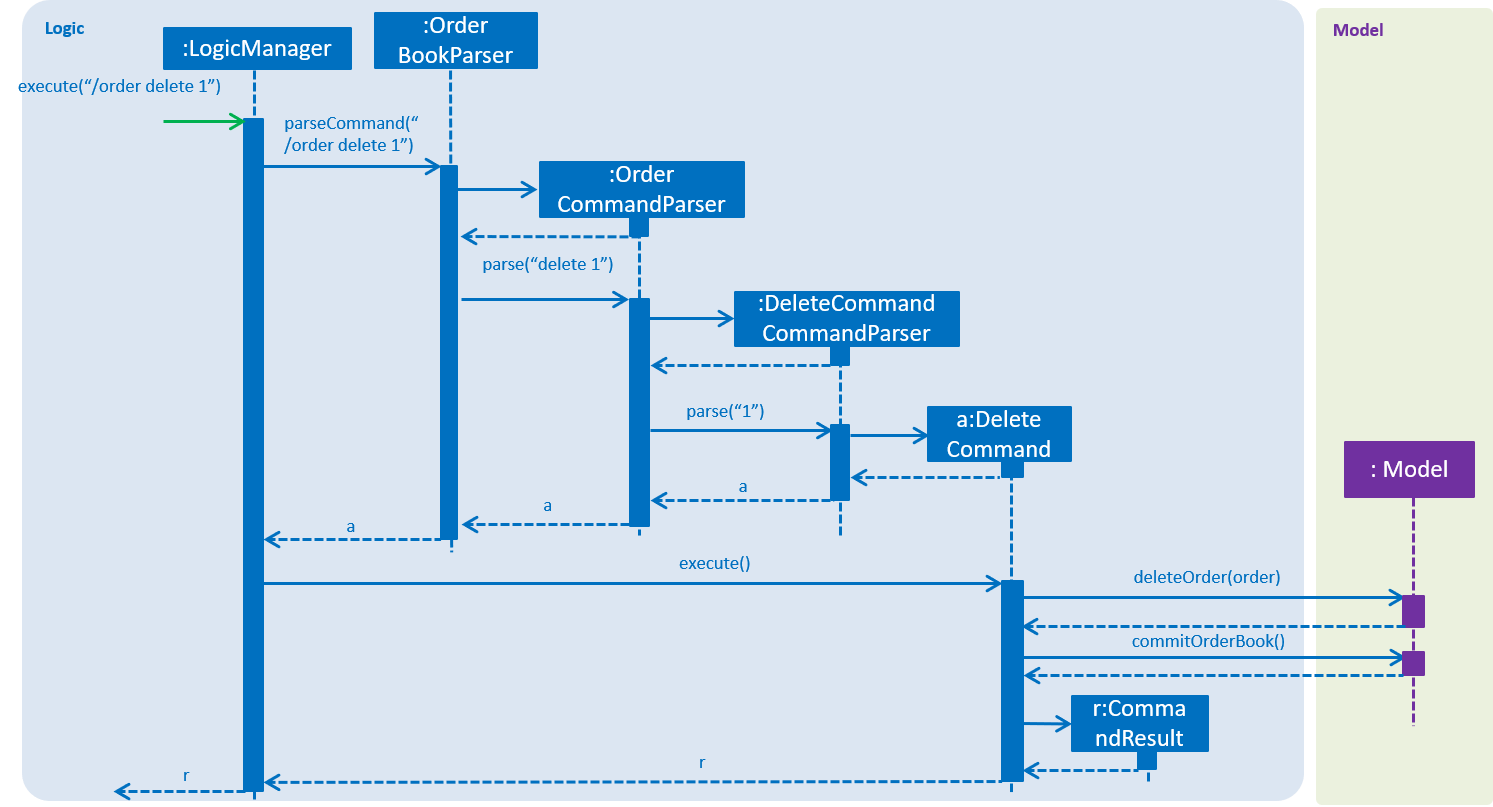 Logic
Model
:LogicManager
:Order
BookParser
execute(“/order delete 1”)
parseCommand(“
/order delete 1”)
:Order
CommandParser
parse(“delete 1”)
:DeleteCommand
CommandParser
parse(“1”)
a:Delete
Command
: Model
a
a
a
execute()
deleteOrder(order)
commitOrderBook()
r:Comma
ndResult
r
r